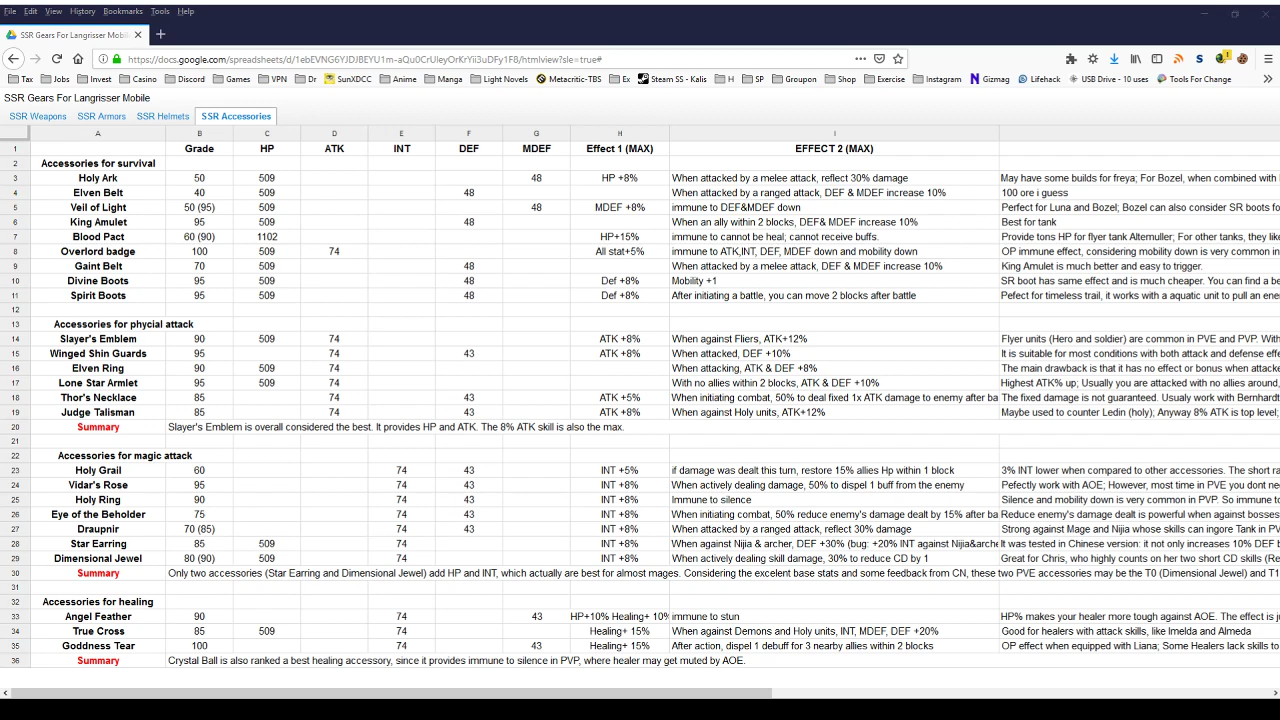 File Edit View History Bookmarks Tools Help
SSR Gears For Langrisser Mobile
https://docs.google.com/spreadsheets/d/1ebEVNG6YJDJBEYU1m-aQu0CrUleyOrKrYii3uDFy1F8/htmlview?sle=true#
Tax Jobs Invest Casino Discord Games VPN Dr SunXDCC Anime Manga Light Novels Metacritic-TBS Ex Steam SS - Kalis H SP Groupon Shop Exercise Instagram Gizmag Lifehack USB Drive - 10 uses Tools For Change
SSR Gears For Langrisser Mobile
SSR Weapons SSR Armors SSR Helmets SSR Accessories
A B C D E F G H I
1 Grade HP ATK INT DEF MDEF Effect 1 (MAX) EFFECT 2 (MAX)
2 Accessories for survival
3 Holy Ark 50 509 48 HP +8% When attacked by a melee attack, reflect 30% damage May have some builds for freya; For Bozel, when combined with
4 Elven Belt 40 509 48 When attacked by a ranged attack, DEF & MDEF increase 10% 100 ore i guess
5 Veil of Light 50 (95) 509 48 MDEF +8% immune to DEF&MDEF down Perfect for Luna and Bozel; Bozel can also consider SR boots fo
6 King Amulet 95 509 48 When an ally within 2 blocks, DEF& MDEF increase 10% Best for tank
7 Blood Pact 60 (90) 1102 HP+15% immune to cannot be heal; cannot receive buffs. Provide tons HP for flyer tank Altemuller; For other tanks, they like
8 Overlord badge 100 509 74 All stat+5% immune to ATK,INT, DEF, MDEF down and mobility down OP immune effect, considering mobility down is very common in
9 Gaint Belt 70 509 48 When attacked by a melee attack, DEF & MDEF increase 10% King Amulet is much better and easy to trigger.
10 Divine Boots 95 509 48 Def +8% Mobility +1 SR boot has same effect and is much cheaper. You can find a be
11 Spirit Boots 95 509 48 Def +8% After initiating a battle, you can move 2 blocks after battle Pefect for timeless trail, it works with a aquatic unit to pull an ene
12
13 Accessories for phycial attack
14 Slayer's Emblem 90 509 74 ATK +8% When against Fliers, ATK+12% Flyer units (Hero and soldier) are common in PVE and PVP. With
15 Winged Shin Guards 95 74 43 ATK +8% When attacked, DEF +10% It is suitable for most conditions with both attack and defense effe
16 Elven Ring 90 509 74 When attacking, ATK & DEF +8% The main drawback is that it has no effect or bonus when attacke
17 Lone Star Armlet 95 509 74 With no allies within 2 blocks, ATK & DEF +10% Highest ATK% up; Usually you are attacked with no allies around,
18 Thor's Necklace 85 74 43 ATK +5% When initiating combat, 50% to deal fixed 1x ATK damage to enemy after ba The fixed damage is not guaranteed. Usualy work with Bernhardt
19 Judge Talisman 85 74 43 ATK +8% When against Holy units, ATK+12% Maybe used to counter Ledin (holy); Anyway 8% ATK is top level;
20 Summary Slayer's Emblem is overall considered the best. It provides HP and ATK. The 8% ATK skill is also the max.
21
22 Accessories for magic attack
23 Holy Grail 60 74 43 INT +5% if damage was dealt this turn, restore 15% allies Hp within 1 block 3% INT lower when compared to other accessories. The short ra
24 Vidar's Rose 95 74 43 INT +8% When actively dealing damage, 50% to dispel 1 buff from the enemy Pefectly work with AOE; However, most time in PVE you dont nee
25 Holy Ring 90 74 43 INT +8% Immune to silence Silence and mobility down is very common in PVP. So immune to
26 Eye of the Beholder 75 74 43 INT +8% When initiating combat, 50% reduce enemy's damage dealt by 15% after ba Reduce enemy's damage dealt is powerful when against bosses
27 Draupnir 70 (85) 74 43 INT +8% When attacked by a ranged attack, reflect 30% damage Strong against Mage and Nijia whose skills can ingore Tank in PV
28 Star Earring 85 509 74 INT +8% When against Nijia & archer, DEF +30% (bug: +20% INT against Nijia&arche It was tested in Chinese version: it not only increases 10% DEF b
29 Dimensional Jewel 80 (90) 509 74 INT +8% When actively dealing skill damage, 30% to reduce CD by 1 Great for Chris, who highly counts on her two short CD skills (Re
30 Summary Only two accessories (Star Earring and Dimensional Jewel) add HP and INT, which actually are best for almost mages. Considering the excelent base stats and some feedback from CN, these two PVE accessories may be the T0 (Dimensional Jewel) and T1
31
32 Accessories for healing
33 Angel Feather 90 74 43 HP+10% Healing+ 10% immune to stun HP% makes your healer more tough against AOE. The effect is j
34 True Cross 85 509 74 Healing+ 15% When against Demons and Holy units, INT, MDEF, DEF +20% Good for healers with attack skills, like Imelda and Almeda
35 Goddness Tear 100 74 43 Healing+ 15% After action, dispel 1 debuff for 3 nearby allies within 2 blocks OP effect when equipped with Liana; Some Healers lack skills to
36 Summary Crystal Ball is also ranked a best healing accessory, since it provides immune to silence in PVP, where healer may get muted by AOE.